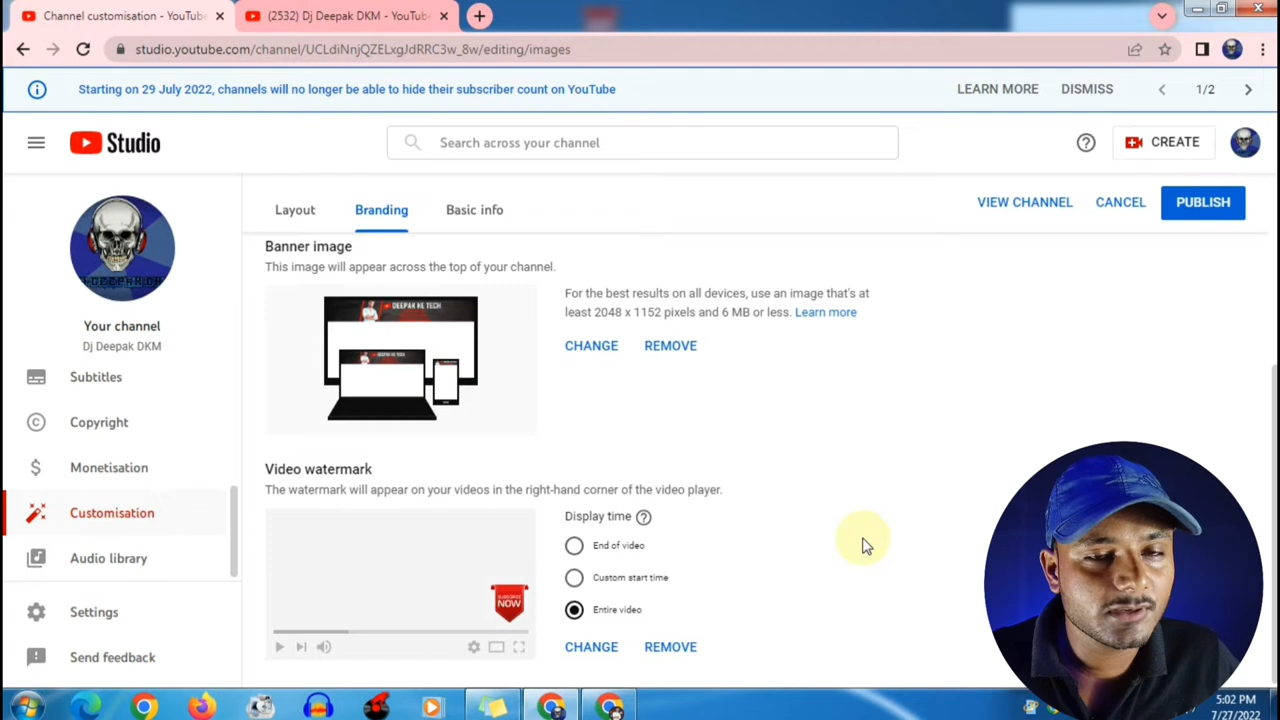 Channel customisation - YouTube
(2532) Dj Deepak DKM - YouTube
studio.youtube.com/channel/UCLdiNnjQZELxgJdRRC3w_8w/editing/images
Starting on 29 July 2022, channels will no longer be able to hide their subscriber count on YouTube
LEARN MORE
DISMISS
1/2
Studio
Search across your channel
CREATE
Layout
Branding
Basic info
VIEW CHANNEL
CANCEL
PUBLISH
Banner image
This image will appear across the top of your channel.
For the best results on all devices, use an image that's at
least 2048 x 1152 pixels and 6 MB or less. Learn more
DEEPAK KE TECH
CHANGE
REMOVE
Your channel
Dj Deepak DKM
Subtitles
Copyright
Monetisation
Customisation
Audio library
Settings
Send feedback
Video watermark
The watermark will appear on your videos in the right-hand corner of the video player.
Display time
End of video
Custom start time
Entire video
SUBSCRIBE
NOW
CHANGE
REMOVE
5:02 PM
7/27/2022